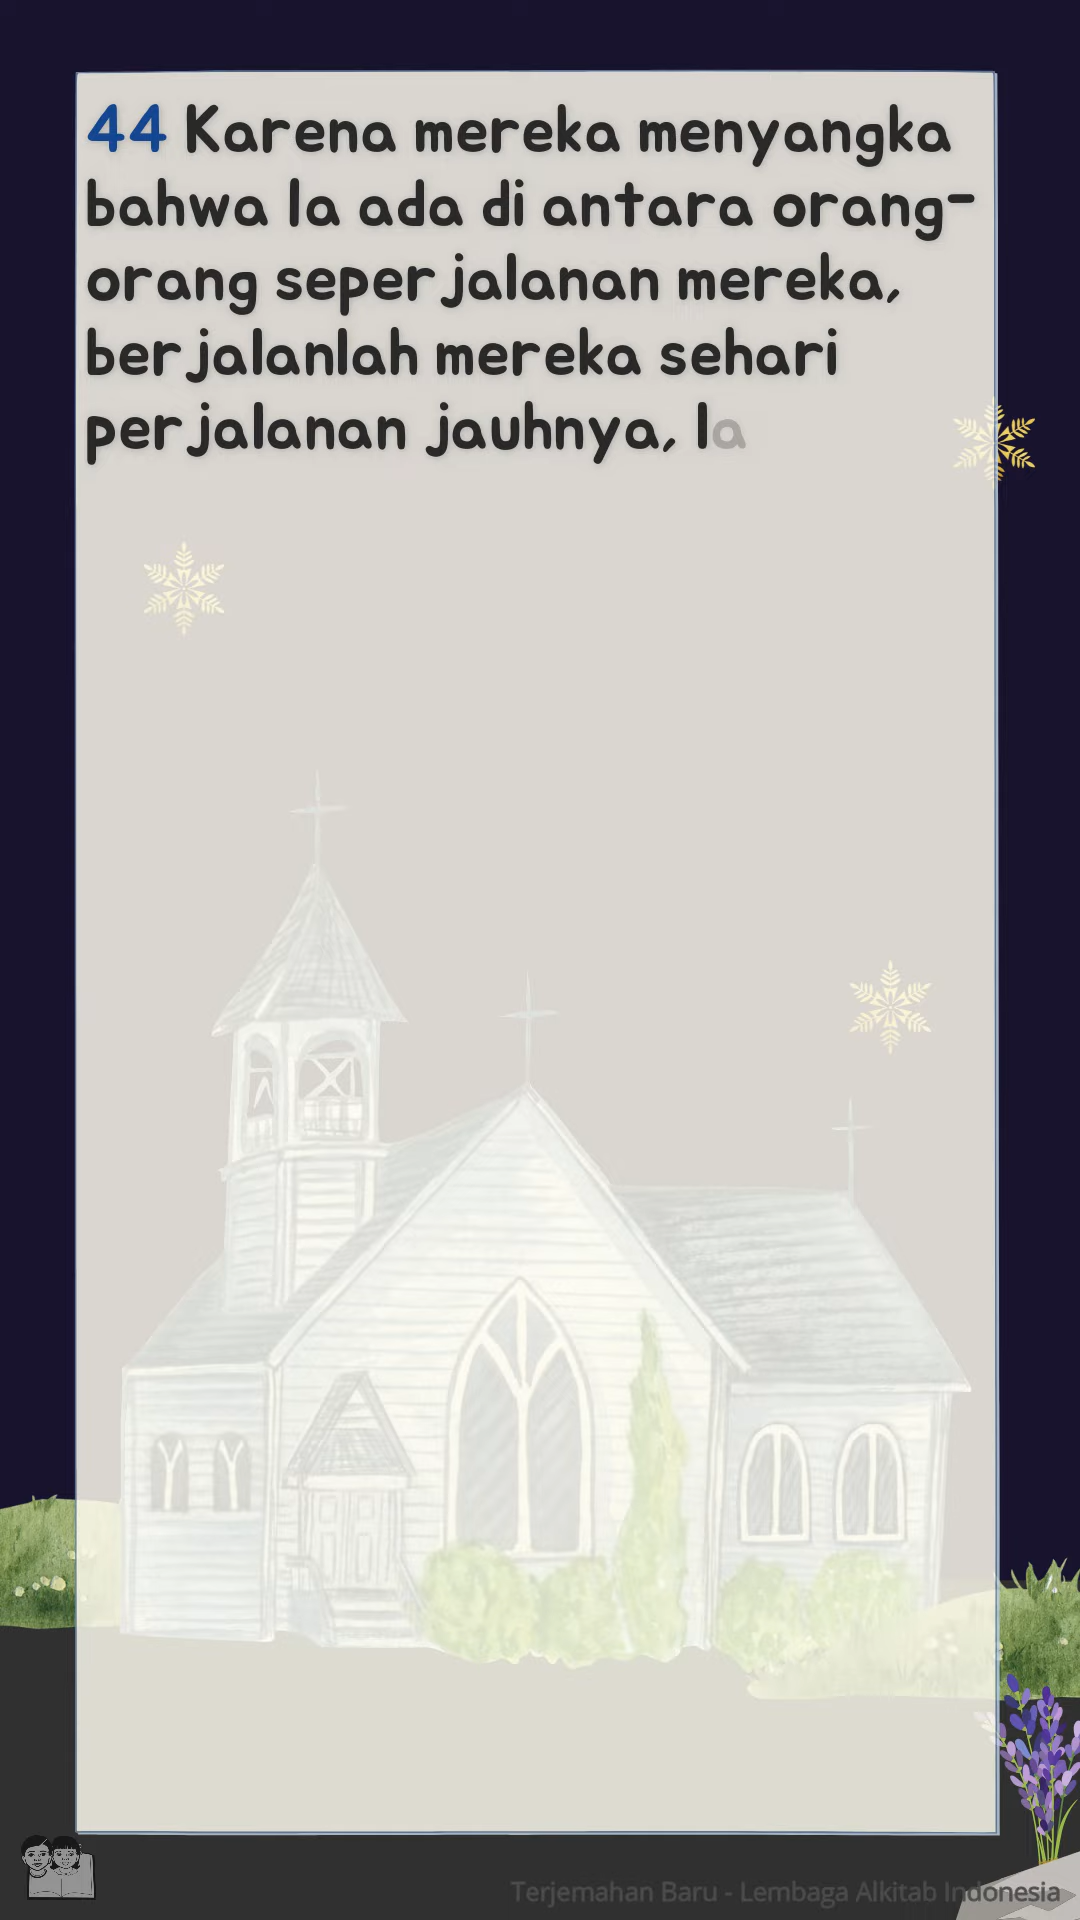 44 Karena mereka menyangka
bahwa Ia ada di antara orang-
orang seperjalanan mereka,
berjalanlah mereka sehari
perjalanan jauhnya, la
Terjemahan Baru - Lembaga Alkitab Indonesia